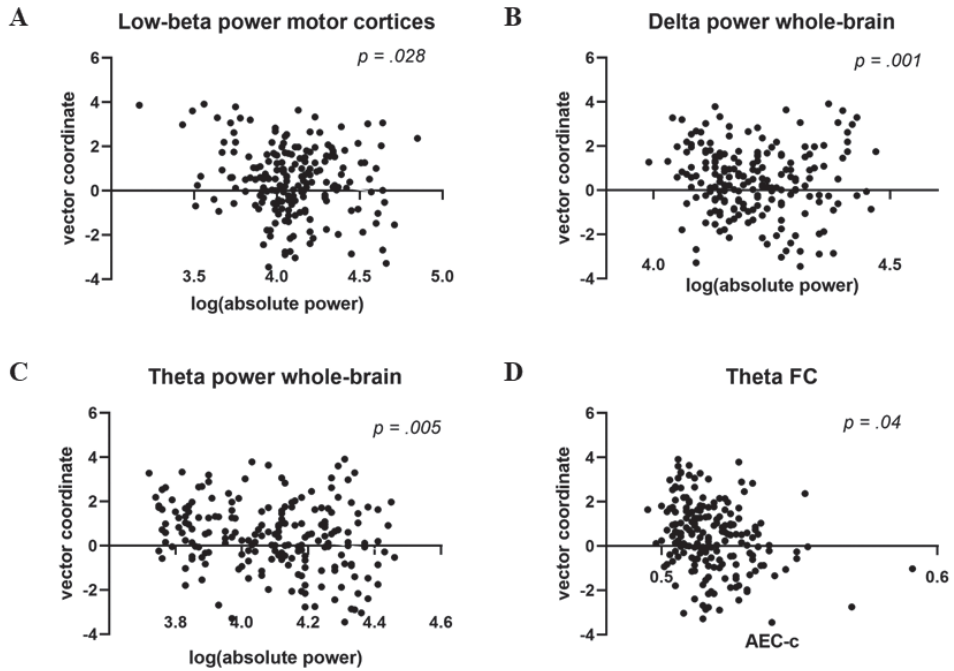 A
Low-beta power motor cortices
p = .028
vector coordinate
6
4
2
0
-2
-4
3.5 4.0 4.5 5.0
log(absolute power)
B
Delta power whole-brain
p = .001
vector coordinate
6
4
2
0
-2
-4
4.0 4.5
log(absolute power)
C
Theta power whole-brain
p = .005
vector coordinate
6
4
2
0
-2
-4
3.8 4.0 4.2 4.4 4.6
log(absolute power)
D
Theta FC
p = .04
vector coordinate
6
4
2
0
-2
-4
0.5 0.6
AEC-c